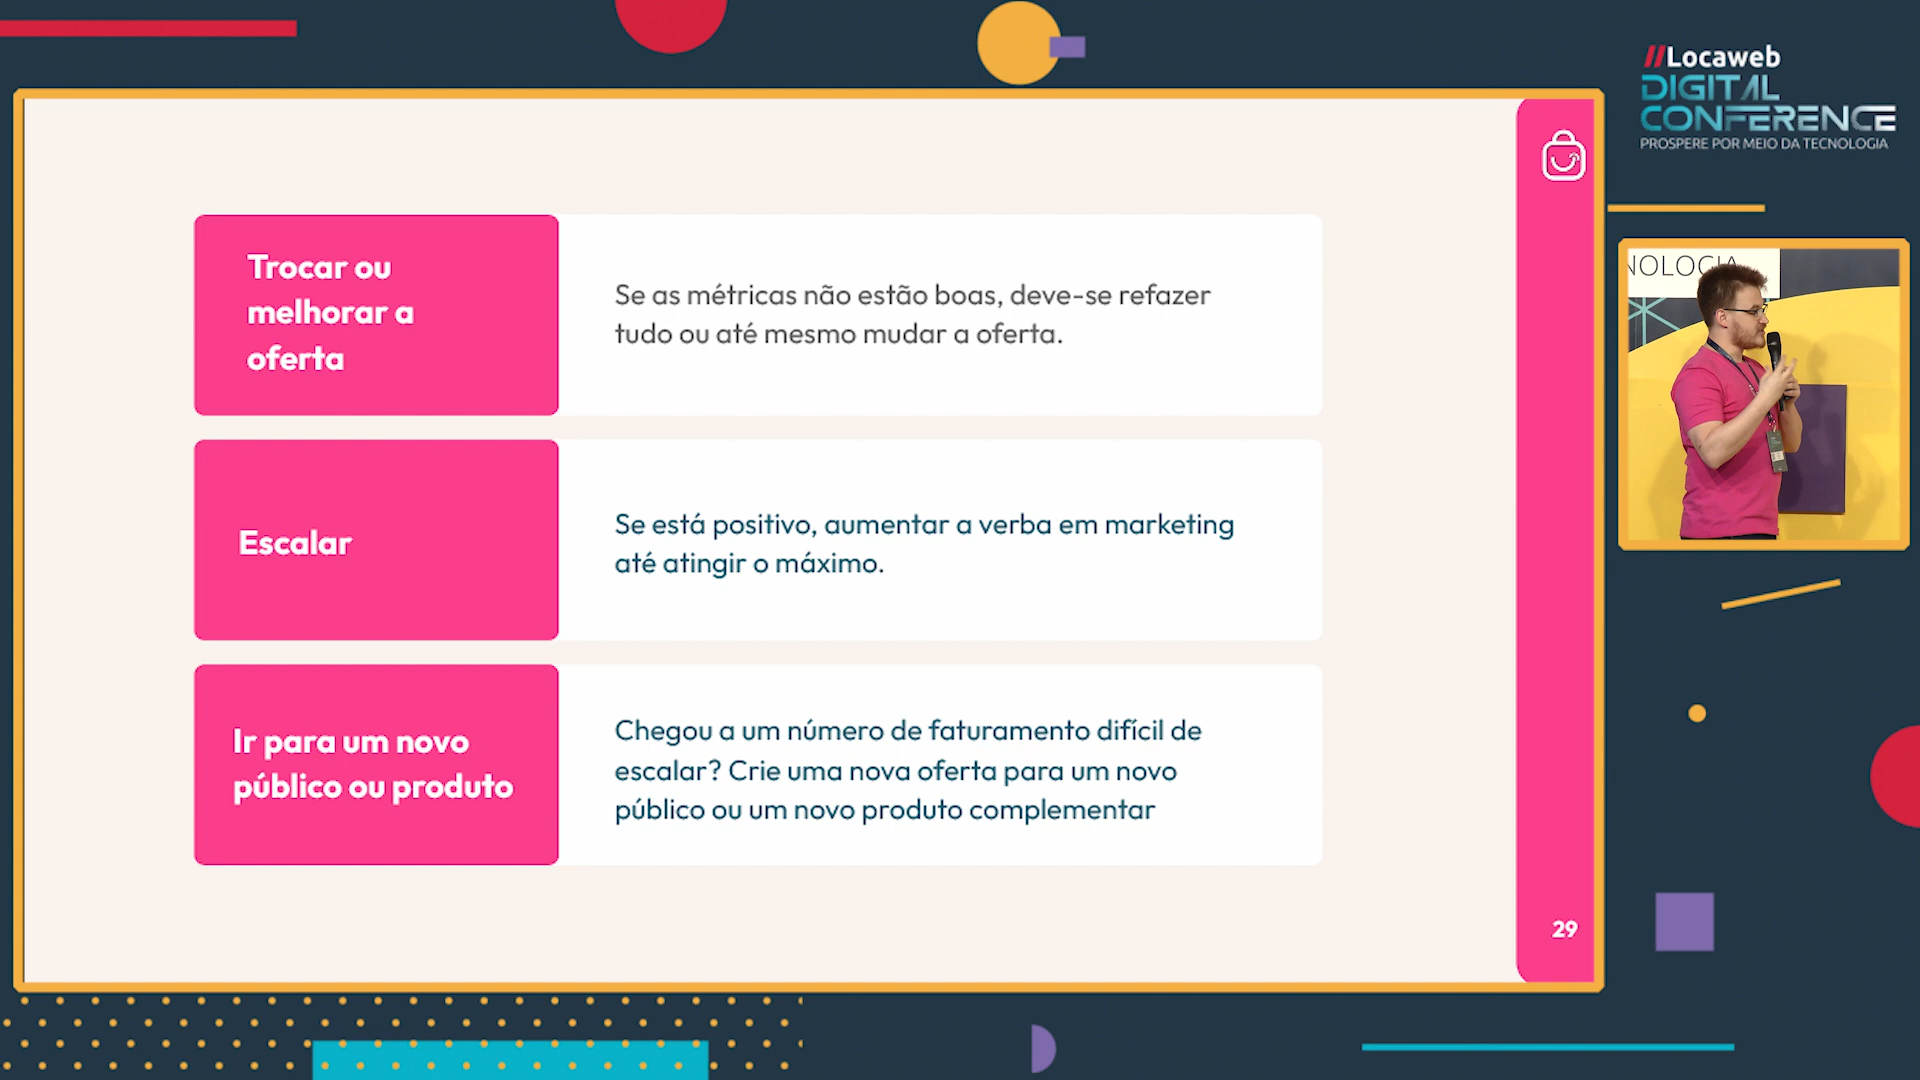 //Locaweb
DIGITAL
CONFERENCE
PROSPERE POR MEIO DA TECNOLOGIA
Trocar ou
melhorar a
oferta
Se as métricas não estão boas, deve-se refazer
tudo ou até mesmo mudar a oferta.
Escalar
Se está positivo, aumentar a verba em marketing
até atingir o máximo.
Ir para um novo
público ou produto
Chegou a um número de faturamento difícil de
escalar? Crie uma nova oferta para um novo
público ou um novo produto complementar
29